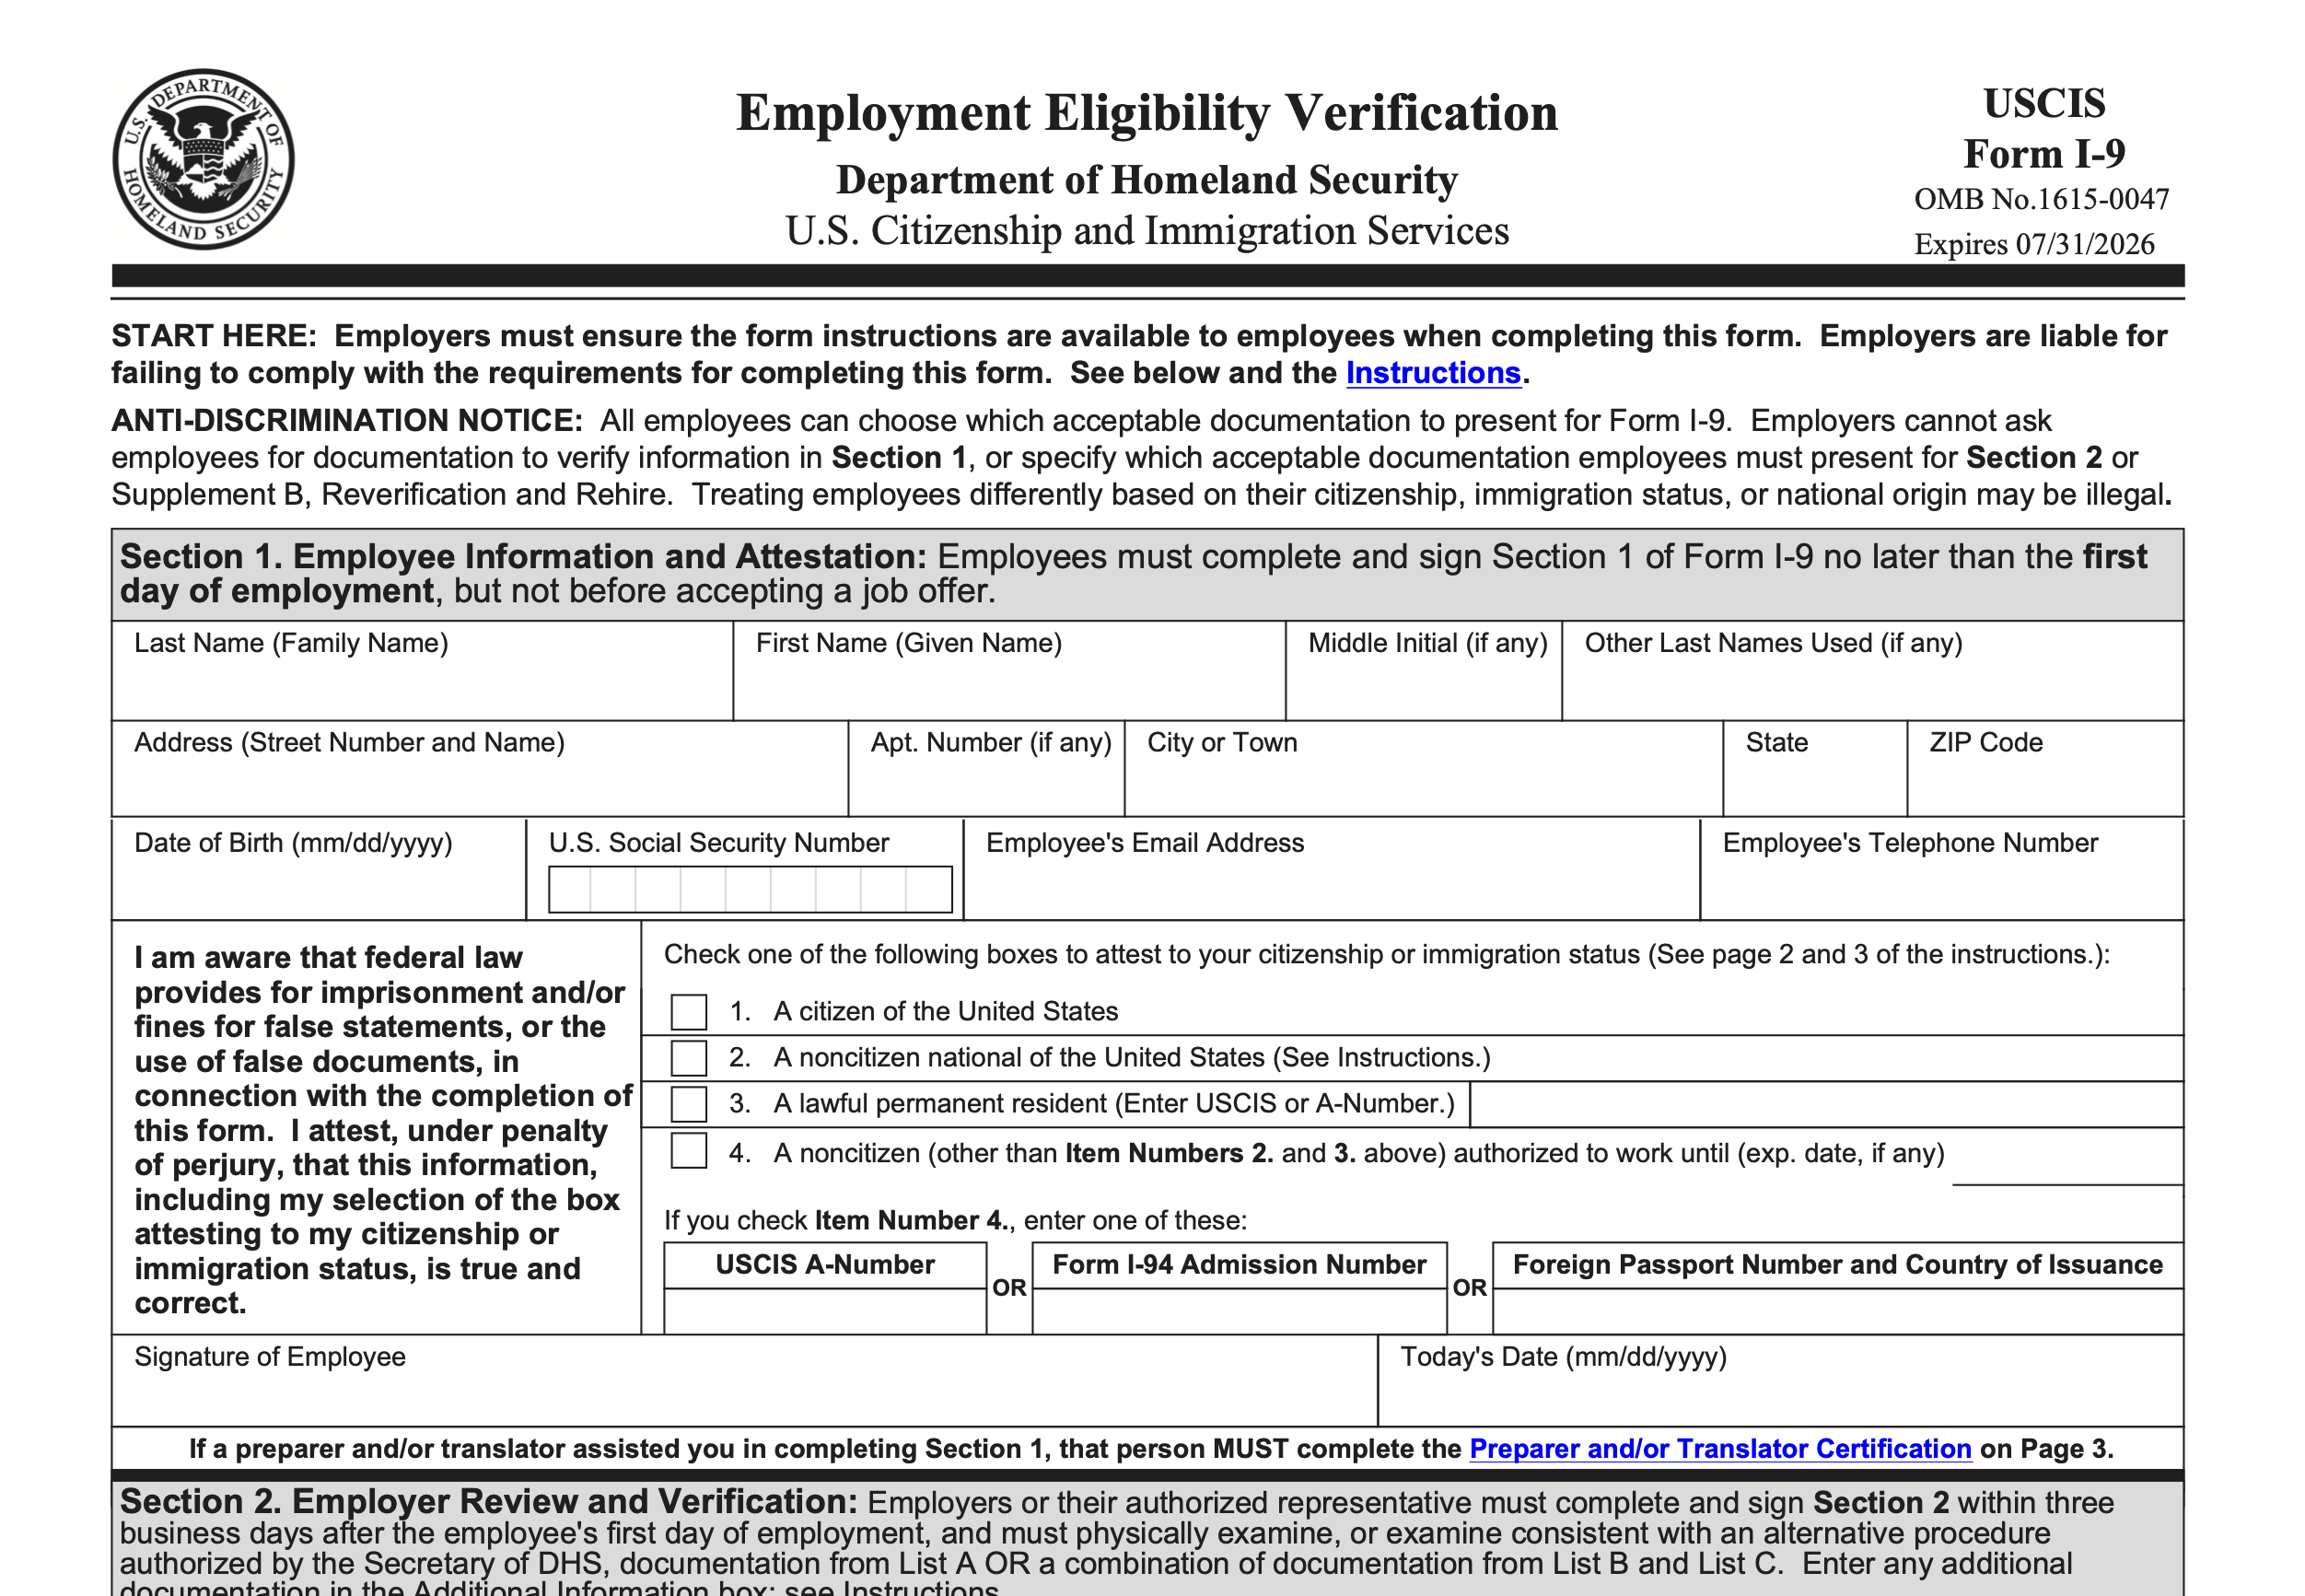 U.S. DEPARTMENT OF
HOMELAND SECURITY
Employment Eligibility Verification
Department of Homeland Security
U.S. Citizenship and Immigration Services
USCIS
Form I-9
OMB No.1615-0047
Expires 07/31/2026
START HERE: Employers must ensure the form instructions are available to employees when completing this form. Employers are liable for
failing to comply with the requirements for completing this form. See below and the Instructions.
ANTI-DISCRIMINATION NOTICE: All employees can choose which acceptable documentation to present for Form I-9. Employers cannot ask
employees for documentation to verify information in Section 1, or specify which acceptable documentation employees must present for Section 2 or
Supplement B, Reverification and Rehire. Treating employees differently based on their citizenship, immigration status, or national origin may be illegal.
Section 1. Employee Information and Attestation: Employees must complete and sign Section 1 of Form I-9 no later than the first
day of employment, but not before accepting a job offer.
Last Name (Family Name)
First Name (Given Name)
Middle Initial (if any)
Other Last Names Used (if any)
Address (Street Number and Name)
Apt. Number (if any)
City or Town
State
ZIP Code
Date of Birth (mm/dd/yyyy)
U.S. Social Security Number
Employee's Email Address
Employee's Telephone Number
I am aware that federal law
provides for imprisonment and/or
fines for false statements, or the
use of false documents, in
connection with the completion of
this form. I attest, under penalty
of perjury, that this information,
including my selection of the box
attesting to my citizenship or
immigration status, is true and
correct.
Check one of the following boxes to attest to your citizenship or immigration status (See page 2 and 3 of the instructions.):
1. A citizen of the United States
2. A noncitizen national of the United States (See Instructions.)
3. A lawful permanent resident (Enter USCIS or A-Number.)
4. A noncitizen (other than Item Numbers 2. and 3. above) authorized to work until (exp. date, if any)
If you check Item Number 4., enter one of these:
USCIS A-Number
OR
Form I-94 Admission Number
OR
Foreign Passport Number and Country of Issuance
Signature of Employee
Today's Date (mm/dd/yyyy)
If a preparer and/or translator assisted you in completing Section 1, that person MUST complete the Preparer and/or Translator Certification on Page 3.
Section 2. Employer Review and Verification: Employers or their authorized representative must complete and sign Section 2 within three
business days after the employee's first day of employment, and must physically examine, or examine consistent with an alternative procedure
authorized by the Secretary of DHS, documentation from List A OR a combination of documentation from List B and List C. Enter any additional
documentation in the Additional Information box; see Instructions.